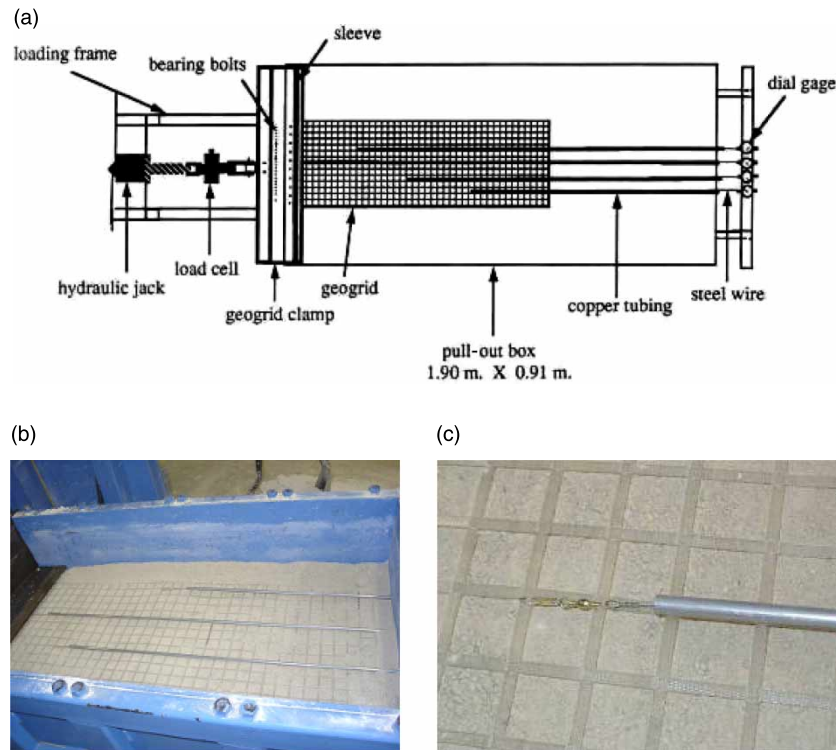 (a)
sleeve
loading frame
bearing bolts
dial gage
hydraulic jack
load cell
geogrid clamp
geogrid
copper tubing
steel wire
pull-out box
1.90 m. X 0.91 m.
(b)
(c)